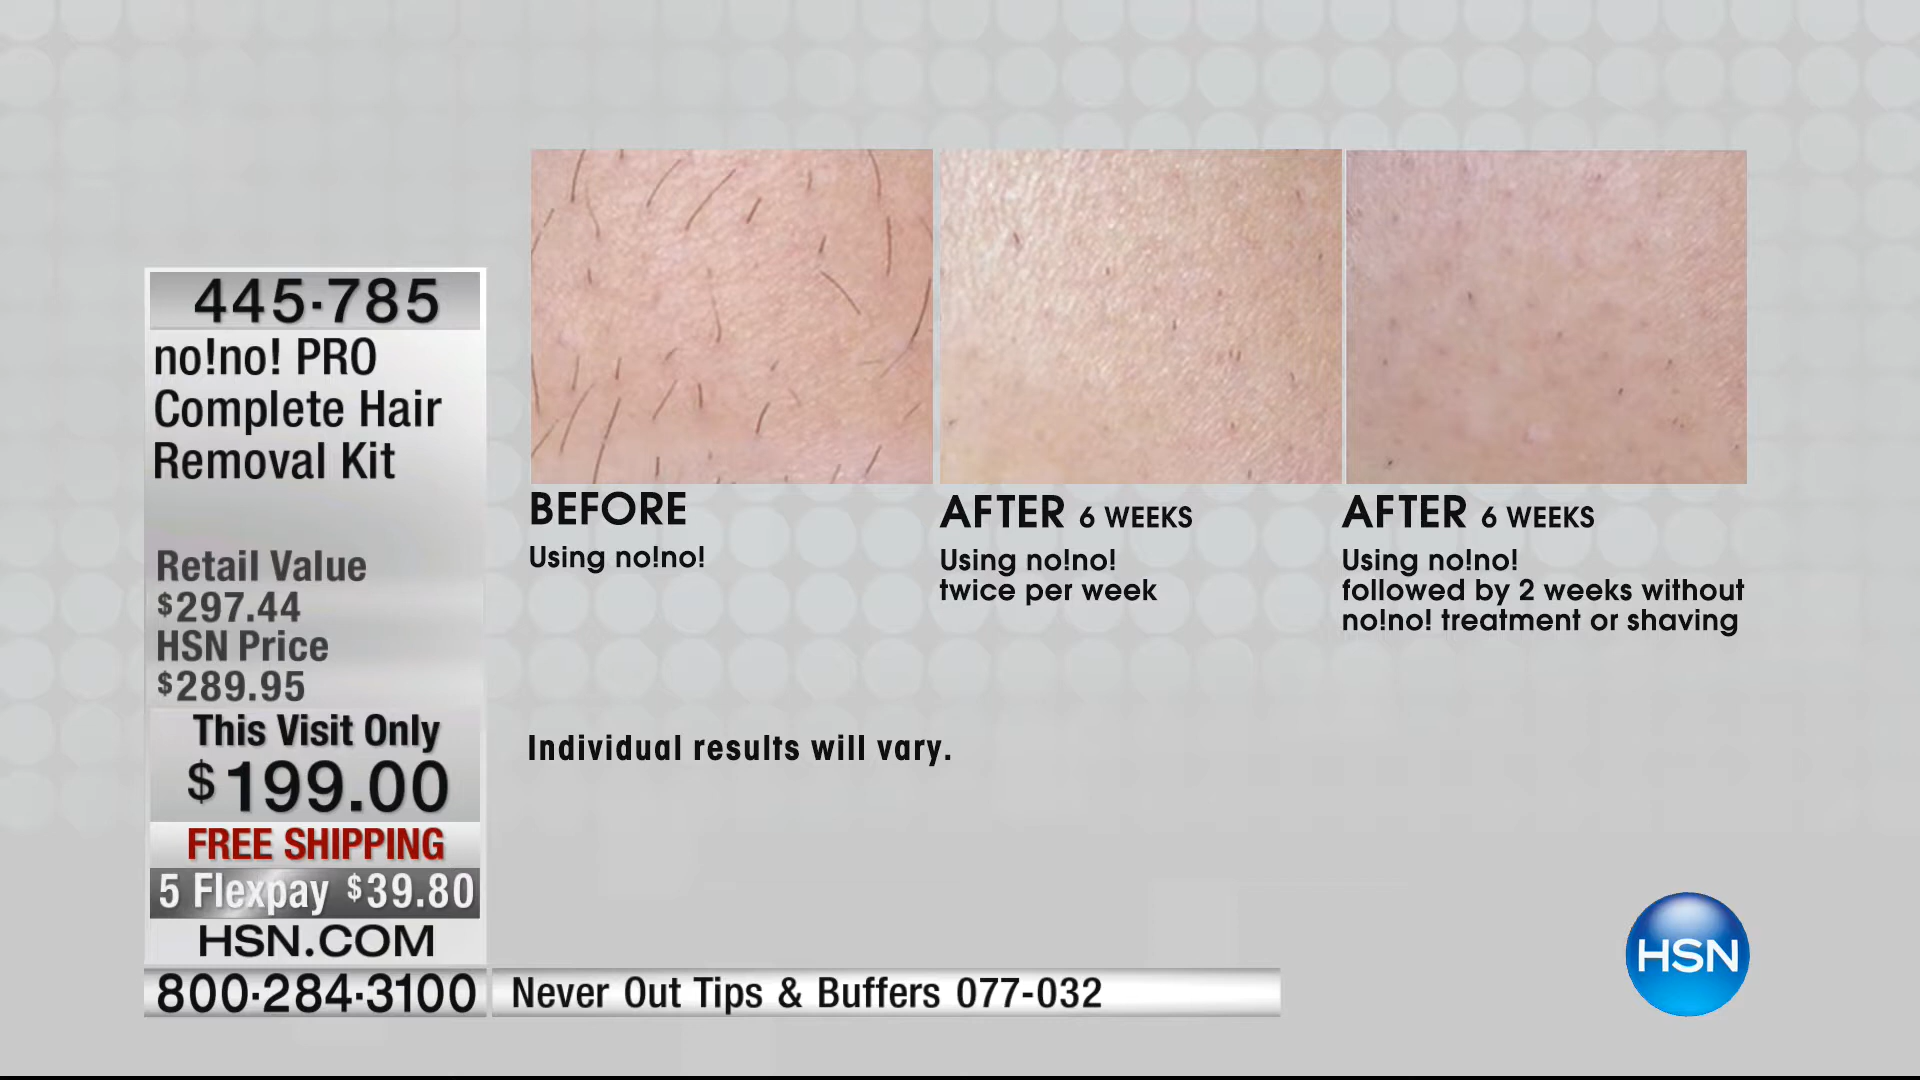 445·785
no!no! PRO
Complete Hair
Removal Kit
Retail Value
$297.44
HSN Price
$289.95
This Visit Only
$199.00
FREE SHIPPING
5 Flexpay $39.80
HSN.COM
800·284·3100
BEFORE
Using no!no!
AFTER 6 WEEKS
Using no!no!
twice per week
AFTER 6 WEEKS
Using no!no!
followed by 2 weeks without
no!no! treatment or shaving
Individual results will vary.
Never Out Tips & Buffers 077-032
HSN